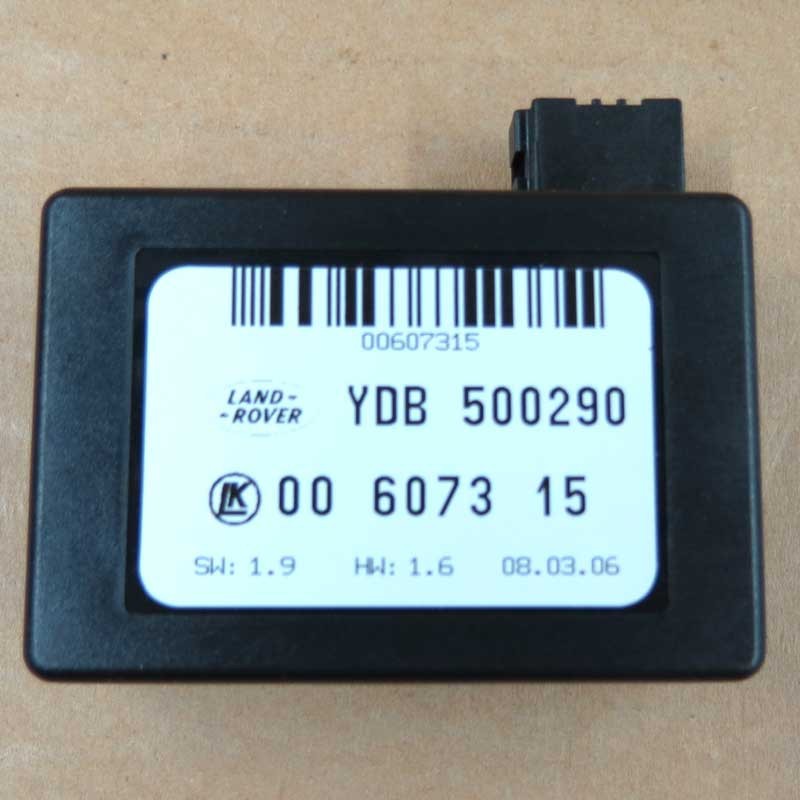 00607315
LAND-
-ROVER
YDB 500290
LK 00 6073 15
SW: 1.9 HW: 1.6 08.03.06